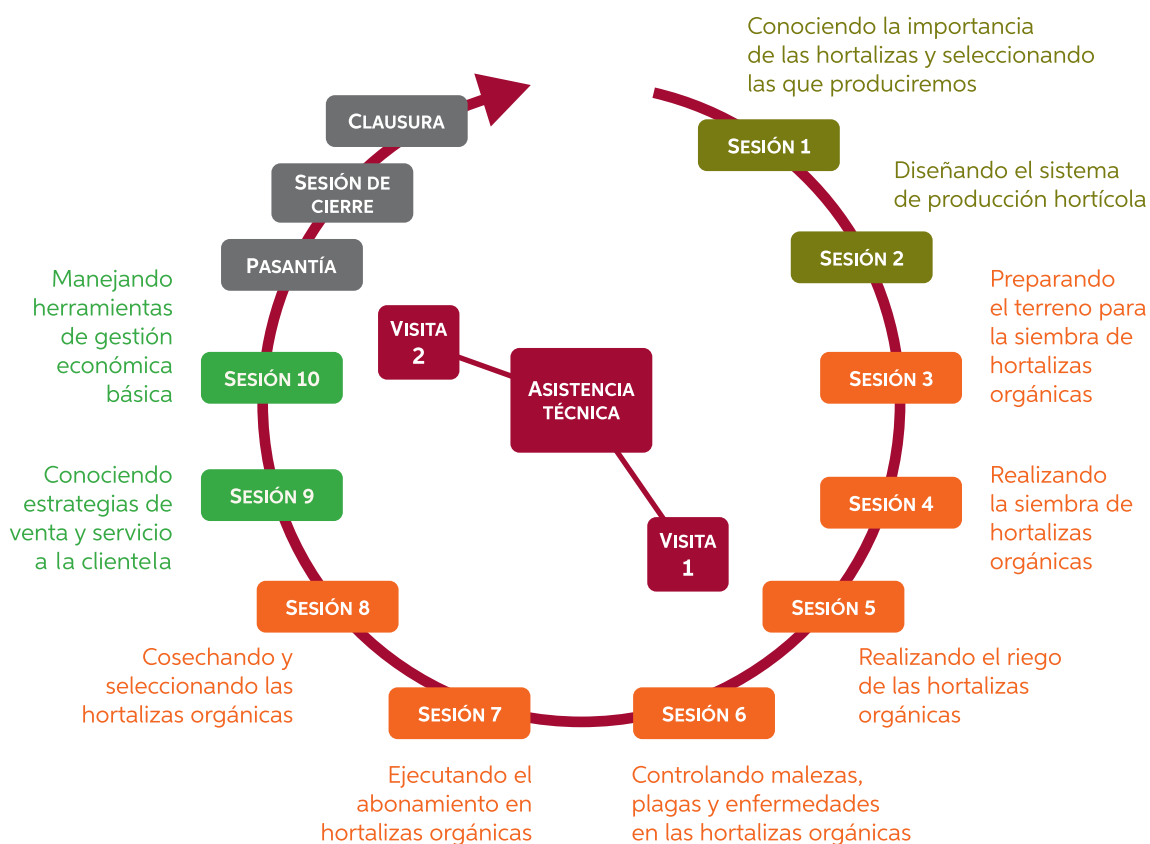 Conociendo la importancia
de las hortalizas y seleccionando
las que produciremos
SESIÓN 1
Diseñando el sistema
de producción hortícola
SESIÓN 2
Preparando
el terreno para
la siembra de
hortalizas
orgánicas
SESIÓN 3
Realizando
la siembra de
hortalizas
orgánicas
SESIÓN 4
SESIÓN 5
Realizando el riego
de las hortalizas
orgánicas
SESIÓN 6
Controlando malezas,
plagas y enfermedades
en las hortalizas orgánicas
SESIÓN 7
Ejecutando el
abonamiento en
hortalizas orgánicas
SESIÓN 8
Cosechando y
seleccionando las
hortalizas orgánicas
SESIÓN 9
Conociendo
estrategias de
venta y servicio
a la clientela
SESIÓN 10
Manejando
herramientas
de gestión
económica
básica
PASANTÍA
SESIÓN DE
CIERRE
CLAUSURA
ASISTENCIA
TÉCNICA
VISITA
1
VISITA
2